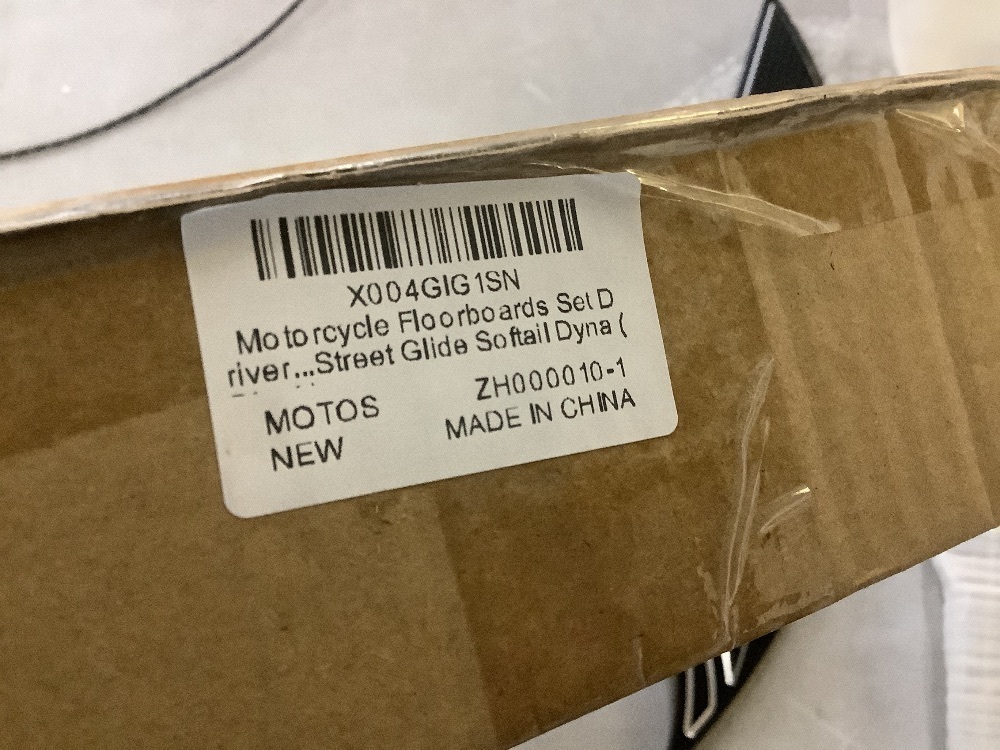 X004GIG1SN
Motorcycle Floorboards Set D
river...Street Glide Softail Dyna (
MOTOS
ZH000010-1
NEW
MADE IN CHINA